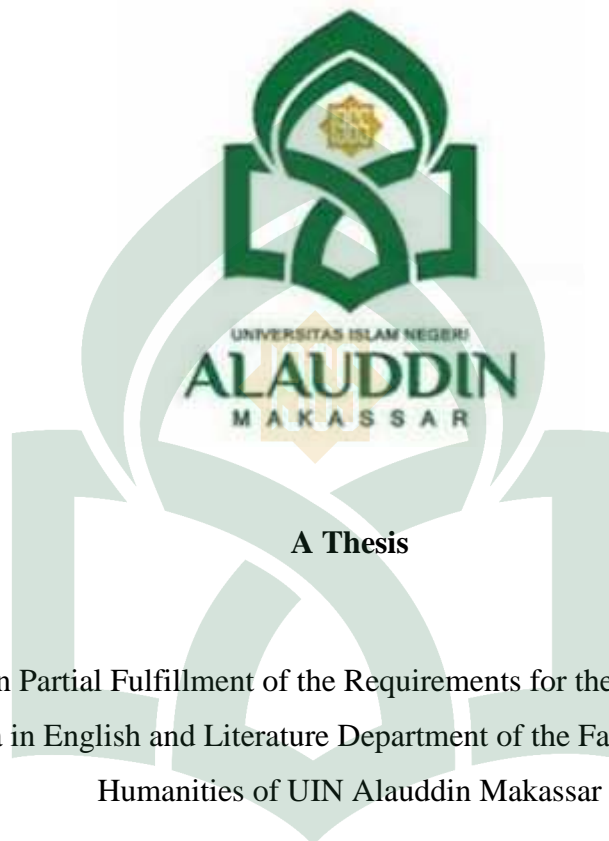 UNIVERSITAS ISLAM NEGERI
ALAUDDIN
MAKASSAR
A Thesis
Partial Fulfillment of the Requirements for the
in English and Literature Department of the
Humanities of UIN Alauddin Makassar